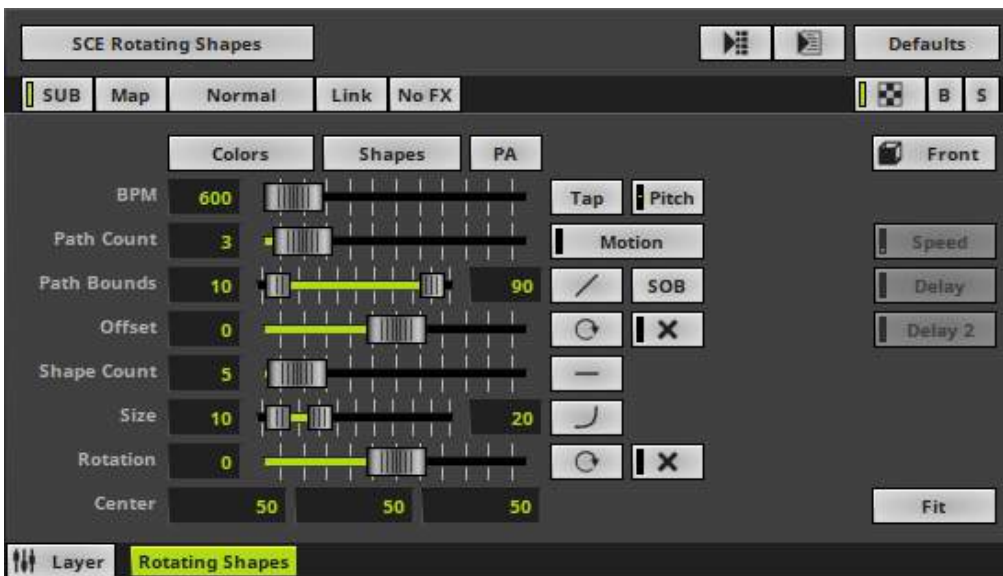 SCE Rotating Shapes Defaults
SUB Map Normal Link No FX B S
Colors Shapes PA Front
BPM 600 Tap Pitch
Path Count 3 Motion Speed
Path Bounds 10 90 SOB Delay
Offset 0 Delay 2
Shape Count 5
Size 10 20
Rotation 0
Center 50 50 50 Fit
Layer Rotating Shapes